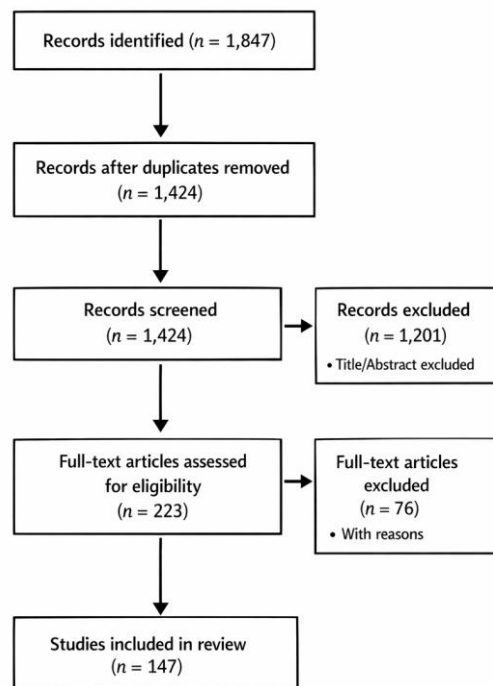 Records identified (n = 1,847)
Records after duplicates removed
(n = 1,424)
Records screened
(n = 1,424)
Records excluded
(n = 1,201)
• Title/Abstract excluded
Full-text articles assessed
for eligibility
(n = 223)
Full-text articles
excluded
(n = 76)
• With reasons
Studies included in review
(n = 147)